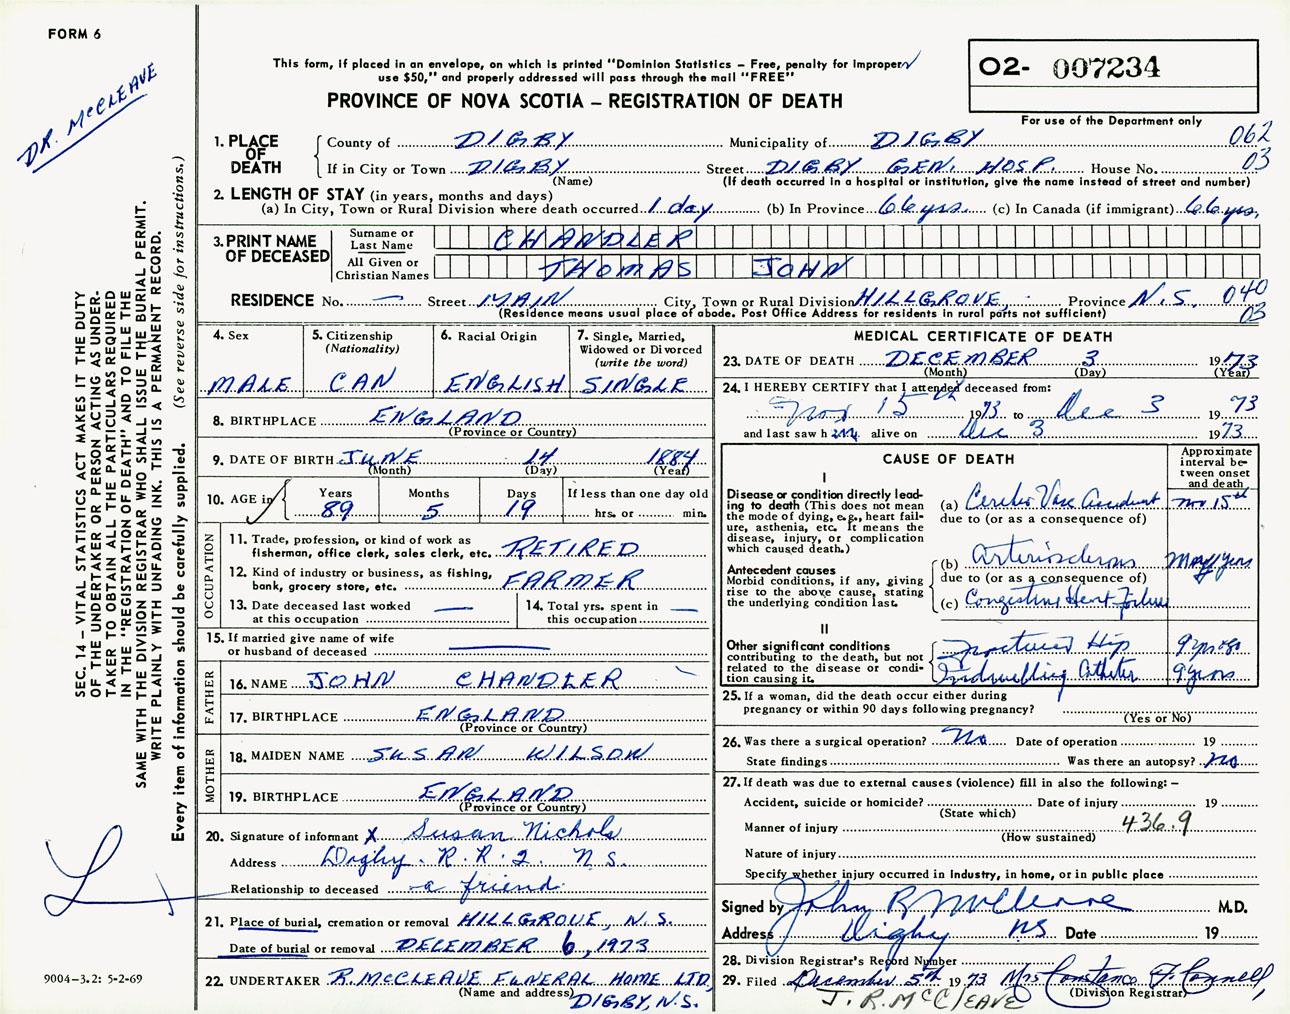 FORM 6
DR. McCLEAVE
This form, if placed in an envelope, on which is printed "Dominion Statistics – Free, penalty for improper
use $50," and properly addressed will pass through the mail "FREE"
PROVINCE OF NOVA SCOTIA – REGISTRATION OF DEATH
O2- 007234
For use of the Department only
SEC. 14 – VITAL STATISTICS ACT MAKES IT THE DUTY
OF THE UNDERTAKER OR PERSON ACTING AS UNDER-
TAKER TO OBTAIN ALL THE PARTICULARS REQUIRED
IN THE "REGISTRATION OF DEATH" AND TO FILE THE
SAME WITH THE DIVISION REGISTRAR WHO SHALL ISSUE THE BURIAL PERMIT.
WRITE PLAINLY WITH UNFADING INK. THIS IS A PERMANENT RECORD.
Every item of information should be carefully supplied. (See reverse side for instructions.)
1. PLACE OF DEATH
County of DIGBY Municipality of DIGBY 062
If in City or Town DIGBY Street DIGBY GEN. HOSP. House No. 03
(Name) (If death occurred in a hospital or institution, give the name instead of street and number)
2. LENGTH OF STAY (in years, months and days)
(a) In City, Town or Rural Division where death occurred 1 day (b) In Province 66 yrs. (c) In Canada (if immigrant) 66 yrs.
3. PRINT NAME OF DECEASED
Surname or Last Name CHANDLER
All Given or Christian Names THOMAS JOHN
RESIDENCE No. — Street MAIN City, Town or Rural Division HILLGROVE, Province N.S. 040
(Residence means usual place of abode. Post Office Address for residents in rural parts not sufficient) 03
4. Sex MALE
5. Citizenship (Nationality) CAN
6. Racial Origin ENGLISH
7. Single, Married, Widowed or Divorced (write the word) SINGLE
8. BIRTHPLACE ENGLAND
(Province or Country)
9. DATE OF BIRTH JUNE 14 1884
(Month) (Day) (Year)
10. AGE in Years 89 Months 5 Days 19 If less than one day old
hrs. or min.
OCCUPATION
11. Trade, profession, or kind of work as
fisherman, office clerk, sales clerk, etc. RETIRED
12. Kind of industry or business, as fishing,
bank, grocery store, etc. FARMER
13. Date deceased last worked
at this occupation —
14. Total yrs. spent in
this occupation —
15. If married give name of wife
or husband of deceased —
FATHER
16. NAME JOHN CHANDLER
17. BIRTHPLACE ENGLAND
(Province or Country)
MOTHER
18. MAIDEN NAME SUSAN WILSON
19. BIRTHPLACE ENGLAND
(Province or Country)
20. Signature of informant X Susan Nichols
Address Digby. R.R.2. N.S.
Relationship to deceased a friend.
21. Place of burial, cremation or removal HILLGROVE, N.S.
Date of burial or removal DECEMBER 6, 1973
22. UNDERTAKER R. McCLEAVE FUNERAL HOME LTD,
(Name and address) DIGBY, N.S.
9004-3.2: 5-2-69
MEDICAL CERTIFICATE OF DEATH
23. DATE OF DEATH DECEMBER 3 1973
(Month) (Day) (Year)
24. I HEREBY CERTIFY that I attended deceased from:
Nov 15th 1973 to Dec 3 1973
and last saw him alive on Dec 3 1973
CAUSE OF DEATH
Approximate interval between onset and death
I
Disease or condition directly lead-
ing to death (This does not mean
the mode of dying, e.g., heart fail-
ure, asthenia, etc. It means the
disease, injury, or complication
which caused death.)
(a) Cerebro Vasc Accident Nov 15th
due to (or as a consequence of)
Antecedent causes
Morbid conditions, if any, giving
rise to the above cause, stating
the underlying condition last.
(b) Arteriosclerosis Many years
due to (or as a consequence of)
(c) Congestive Heart Failure
II
Other significant conditions
contributing to the death, but not
related to the disease or condi-
tion causing it.
Fractured Hip 9 yrs ago
Indwelling Catheter 9 years
25. If a woman, did the death occur either during
pregnancy or within 90 days following pregnancy?
(Yes or No)
26. Was there a surgical operation? No Date of operation 19
State findings Was there an autopsy? No
27. If death was due to external causes (violence) fill in also the following: –
Accident, suicide or homicide? Date of injury 19
(State which)
Manner of injury 436.9
(How sustained)
Nature of injury
Specify whether injury occurred in industry, in home, or in public place
Signed by John R McCleave M.D.
Address Digby NS Date 19
28. Division Registrar's Record Number
29. Filed December 5th 1973 Mrs Constance F. Connell,
(Division Registrar)
J. R. McCLEAVE